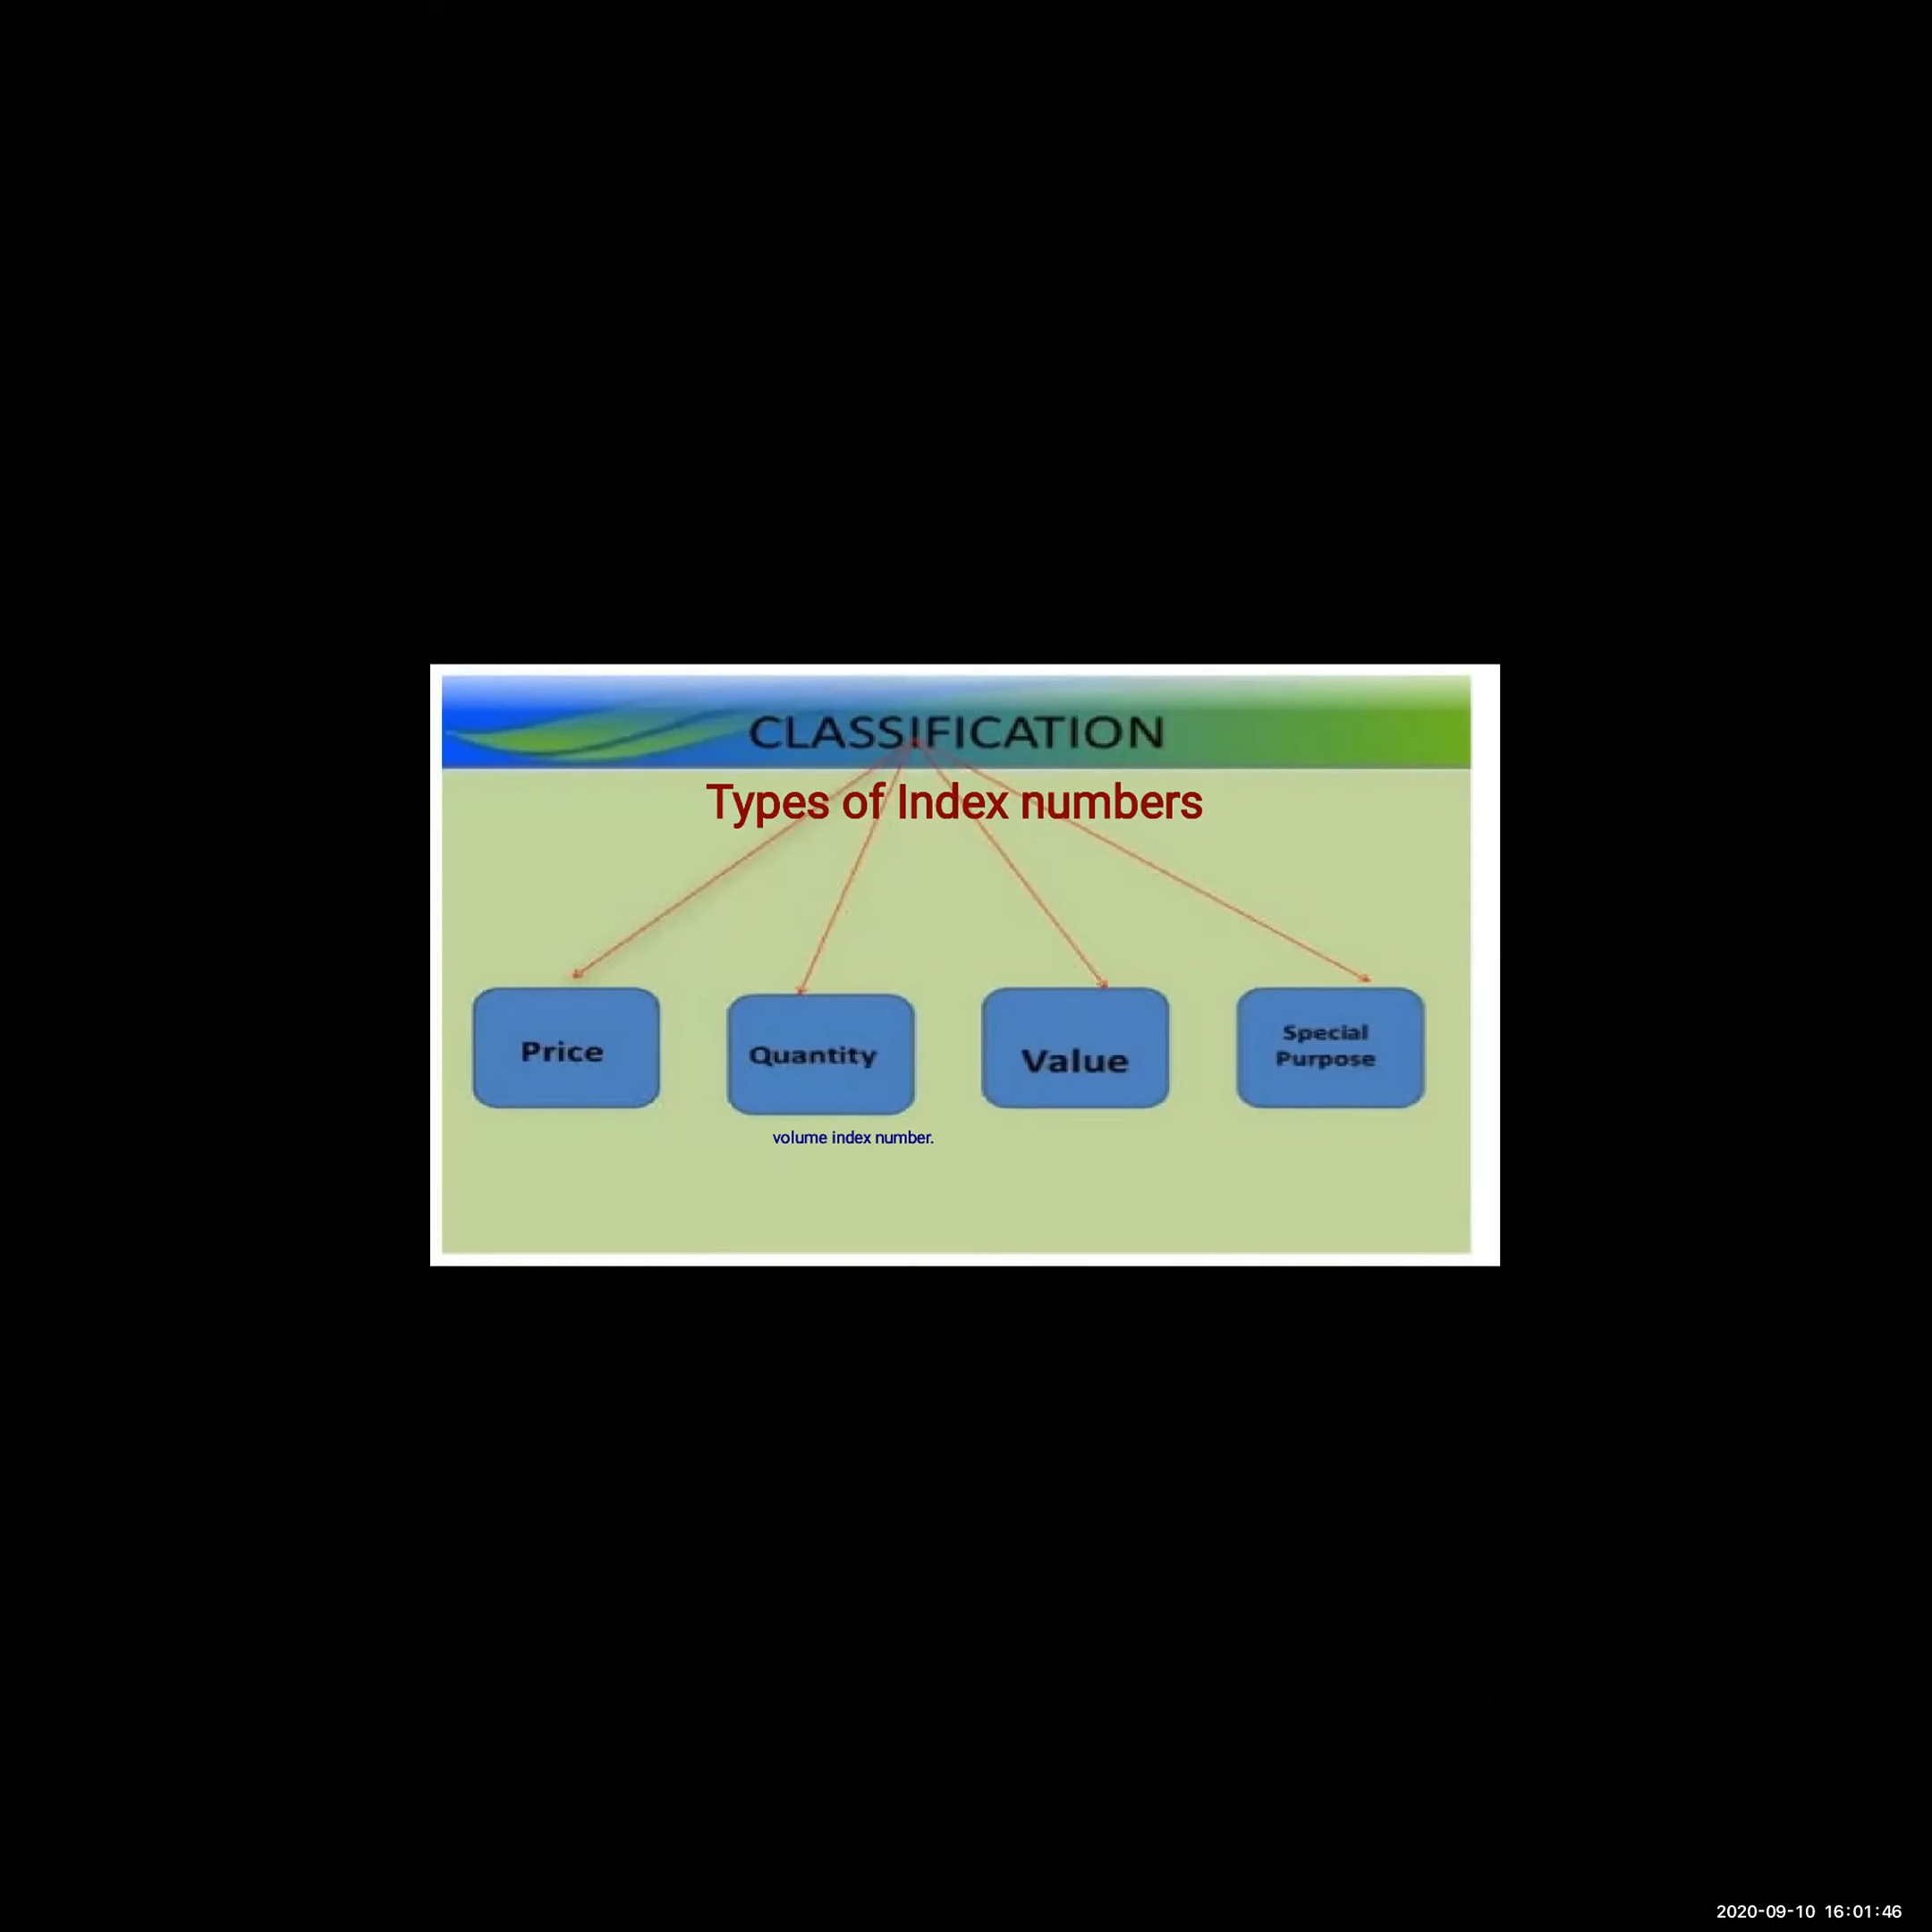 CLASSIFICATION
Types of Index numbers
Price
Quantity
Value
Special
Purpose
volume index number.
2020-09-10 16:01:46